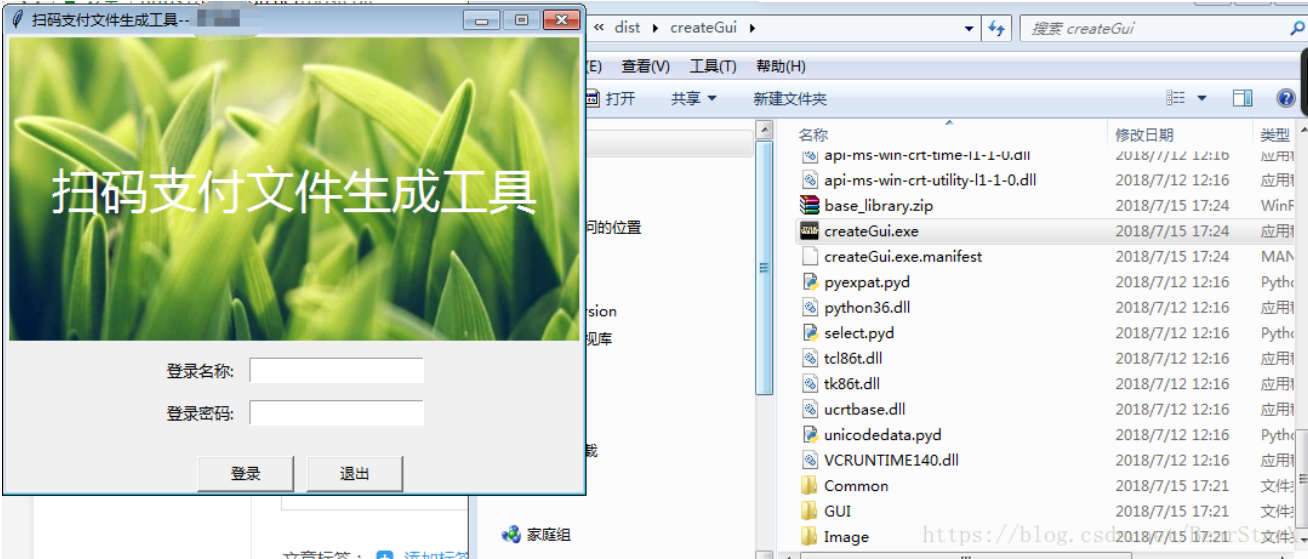 扫码支付文件生成工具--
扫码支付文件生成工具
登录名称:
登录密码:
登录
退出
« dist ▸ createGui ▸
搜索 createGui
(E) 查看(V) 工具(T) 帮助(H)
打开 共享 新建文件夹
问的位置
视库
家庭组
文章标签： 添加标签
名称 修改日期 类型
api-ms-win-crt-time-l1-1-0.dll 2018/7/12 12:16
api-ms-win-crt-utility-l1-1-0.dll 2018/7/12 12:16 应用
base_library.zip 2018/7/15 17:24 WinF
createGui.exe 2018/7/15 17:24 应用
createGui.exe.manifest 2018/7/15 17:24 MAN
pyexpat.pyd 2018/7/12 12:16 Pyth
python36.dll 2018/7/12 12:16 应用
select.pyd 2018/7/12 12:16 Pyth
tcl86t.dll 2018/7/12 12:16 应用
tk86t.dll 2018/7/12 12:16 应用
ucrtbase.dll 2018/7/12 12:16 应用
unicodedata.pyd 2018/7/12 12:16 Pyth
VCRUNTIME140.dll 2018/7/12 12:16 应用
Common 2018/7/15 17:21 文件
GUI 2018/7/15 17:21 文件
Image 2018/7/15 17:21 文件